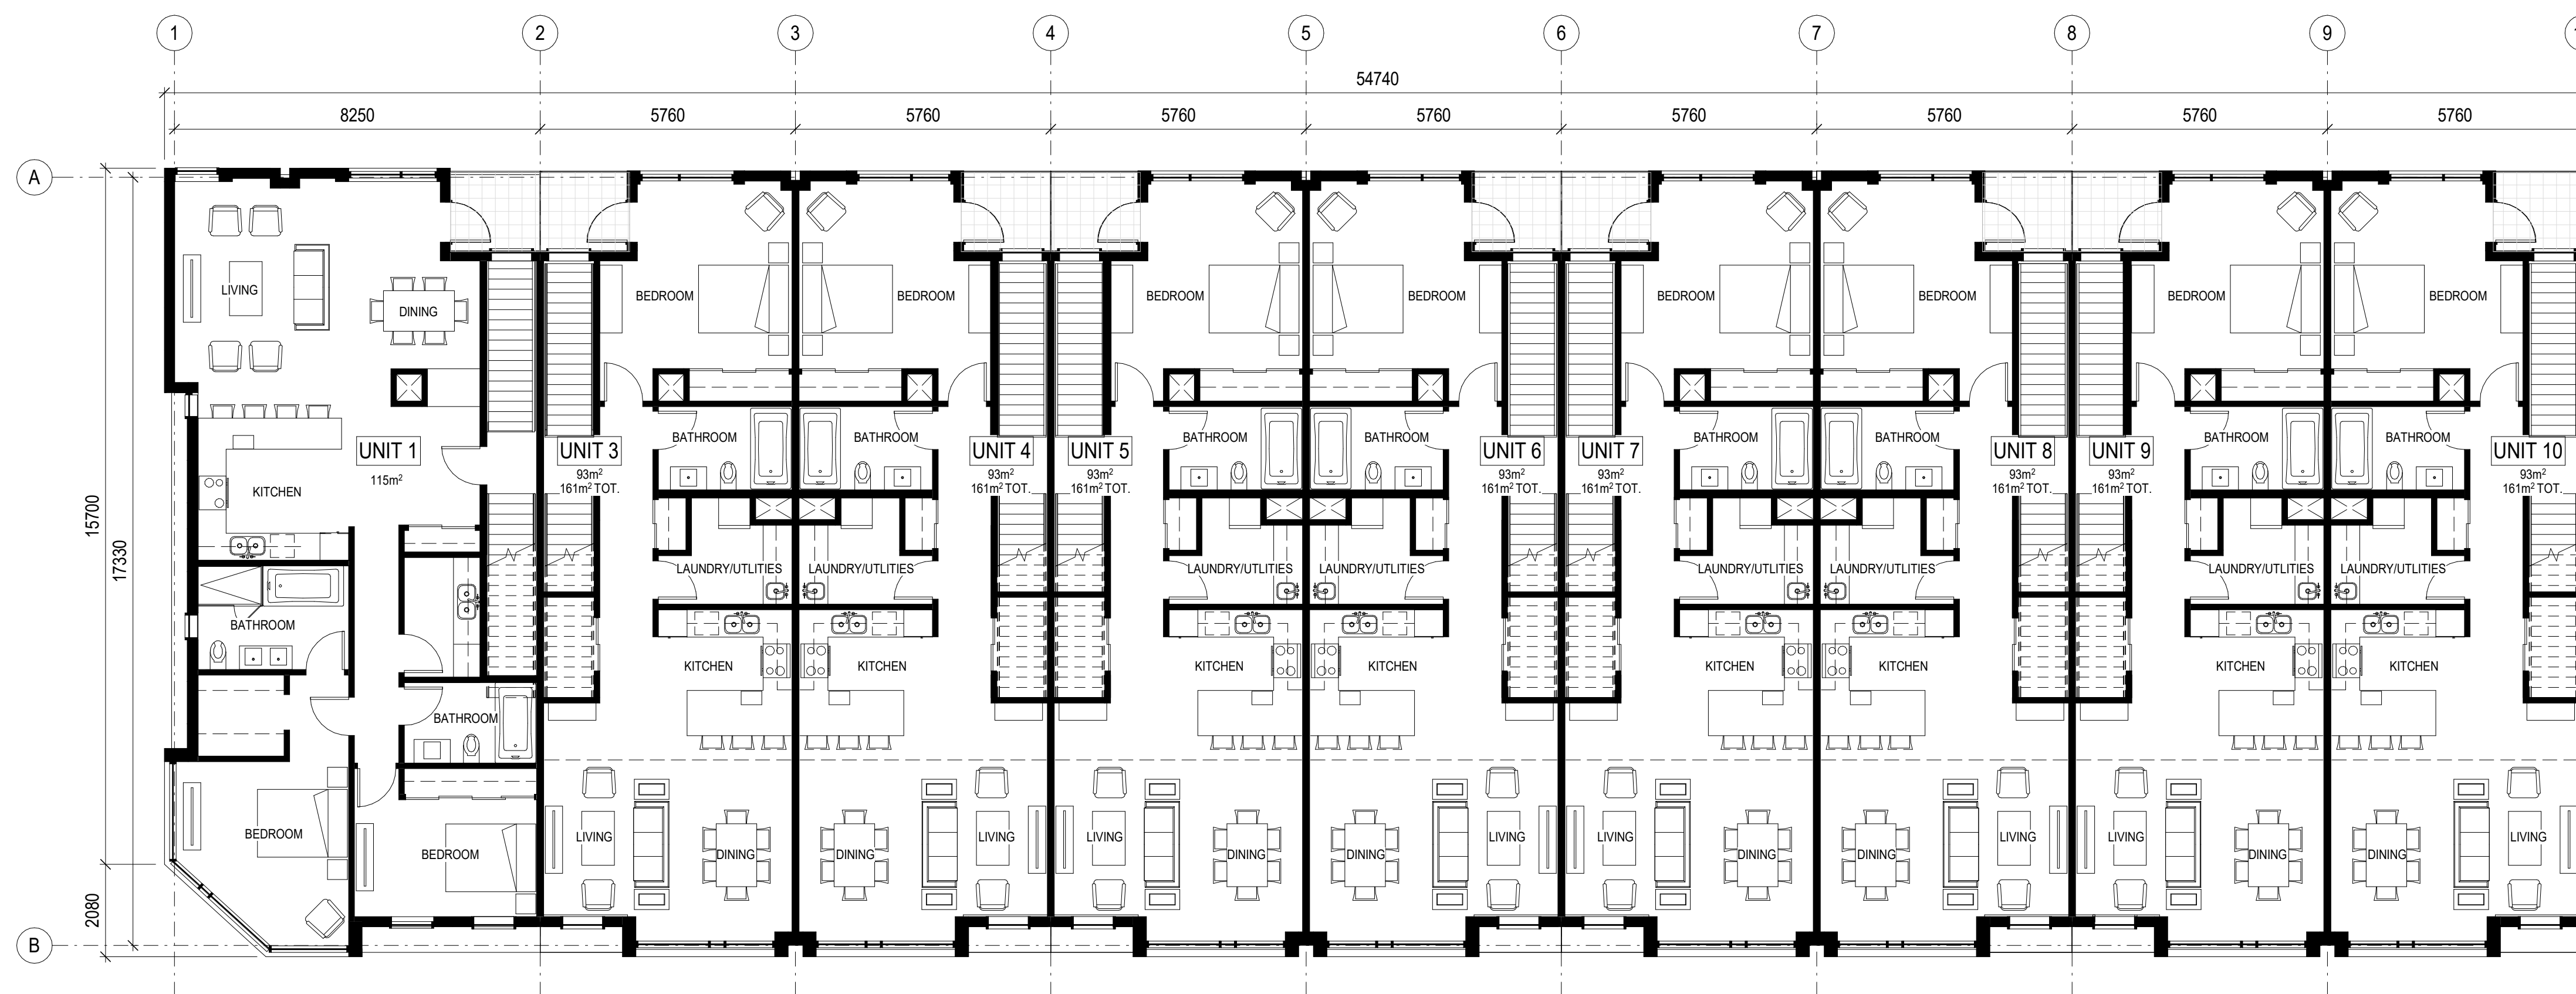 1 2 3 4 5 6 7 8 9
54740
8250 5760 5760 5760 5760 5760 5760 5760 5760
A
BEDROOM BEDROOM BEDROOM BEDROOM BEDROOM BEDROOM BEDROOM BEDROOM
LIVING
DINING
BATHROOM BATHROOM BATHROOM BATHROOM BATHROOM BATHROOM BATHROOM BATHROOM
UNIT 1 UNIT 3 UNIT 4 UNIT 5 UNIT 6 UNIT 7 UNIT 8 UNIT 9 UNIT 10
115m² 93m² 93m² 93m² 93m² 93m² 93m² 93m² 93m²
161m² TOT. 161m² TOT. 161m² TOT. 161m² TOT. 161m² TOT. 161m² TOT. 161m² TOT. 161m² TOT.
KITCHEN
15700
17330
LAUNDRY/UTLITIES LAUNDRY/UTLITIES LAUNDRY/UTLITIES LAUNDRY/UTLITIES LAUNDRY/UTLITIES LAUNDRY/UTLITIES LAUNDRY/UTLITIES LAUNDRY/UTLITIES
BATHROOM
KITCHEN KITCHEN KITCHEN KITCHEN KITCHEN KITCHEN KITCHEN KITCHEN
BATHROOM
BEDROOM LIVING LIVING LIVING LIVING LIVING LIVING LIVING LIVING
BEDROOM DINING DINING DINING DINING DINING DINING DINING DINING
2080
B